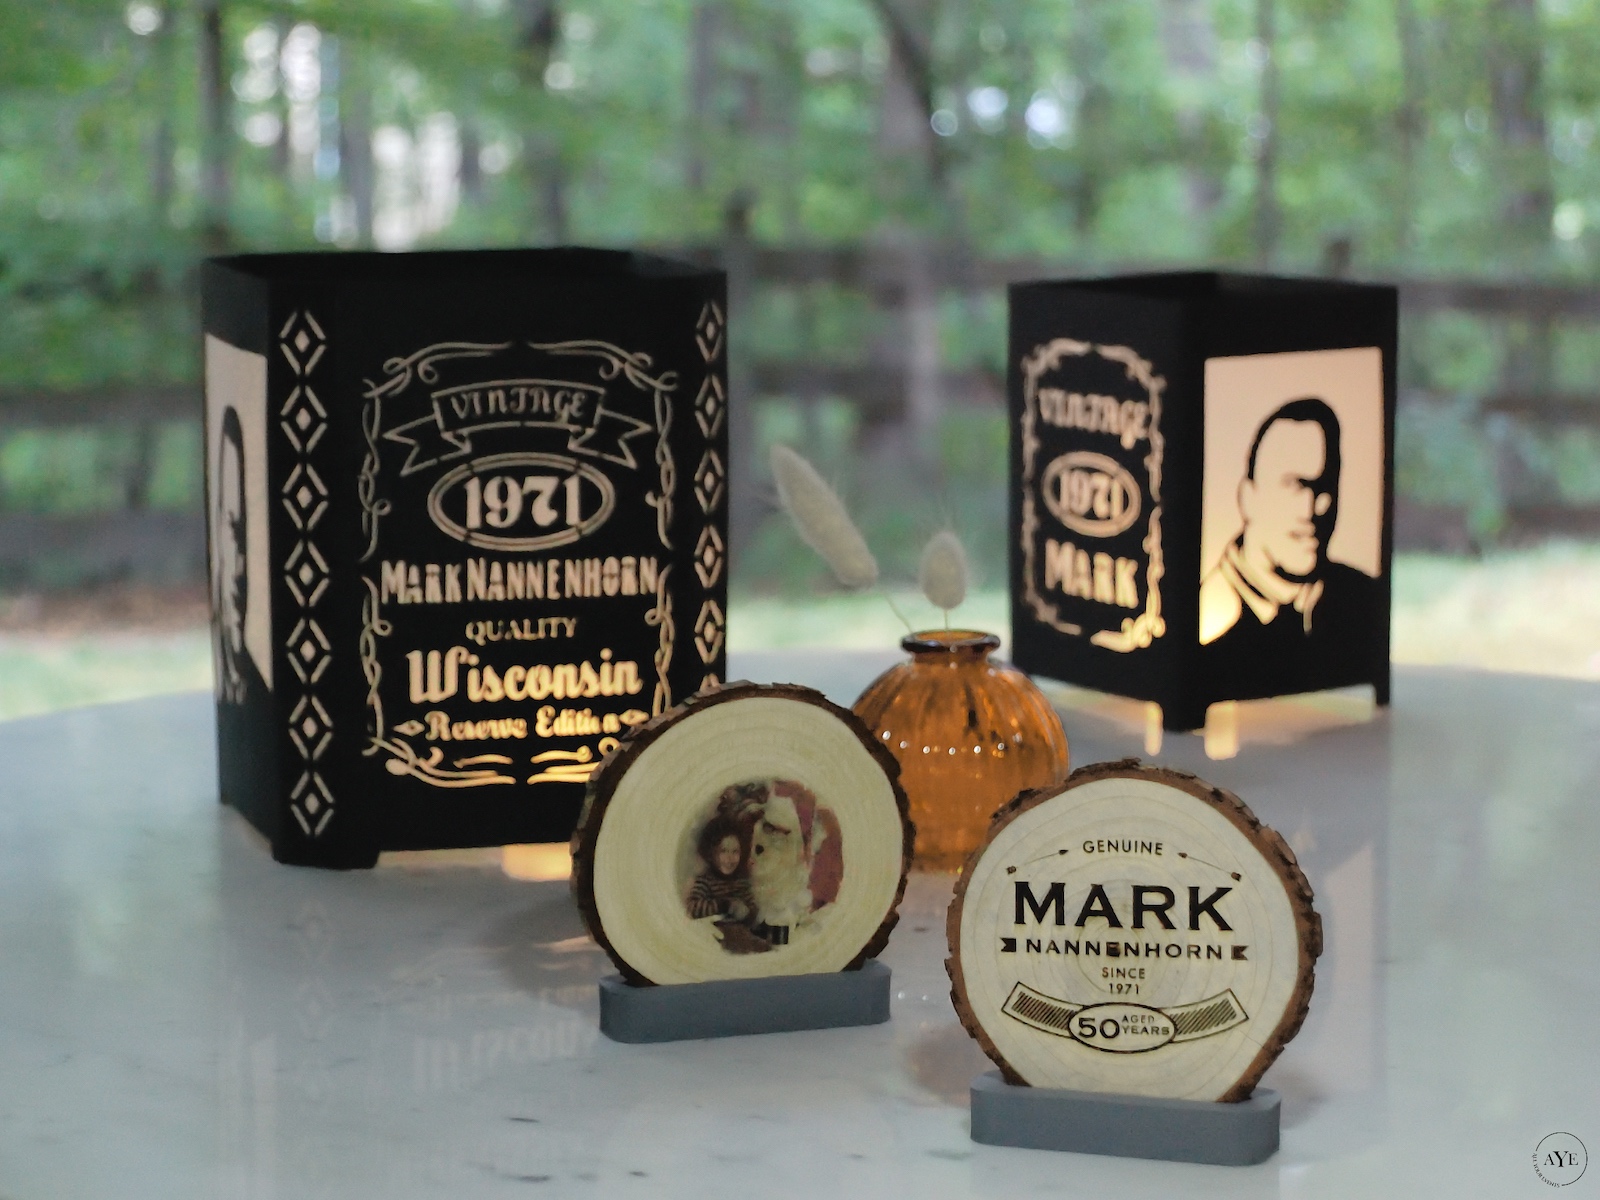 VINTAGE
1971
MARK NANNENHORN
QUALITY
Wisconsin
Reserve Edition
VINTAGE
1971
MARK
GENUINE
MARK
NANNENHORN
SINCE
1971
50 AGED YEARS
AYE